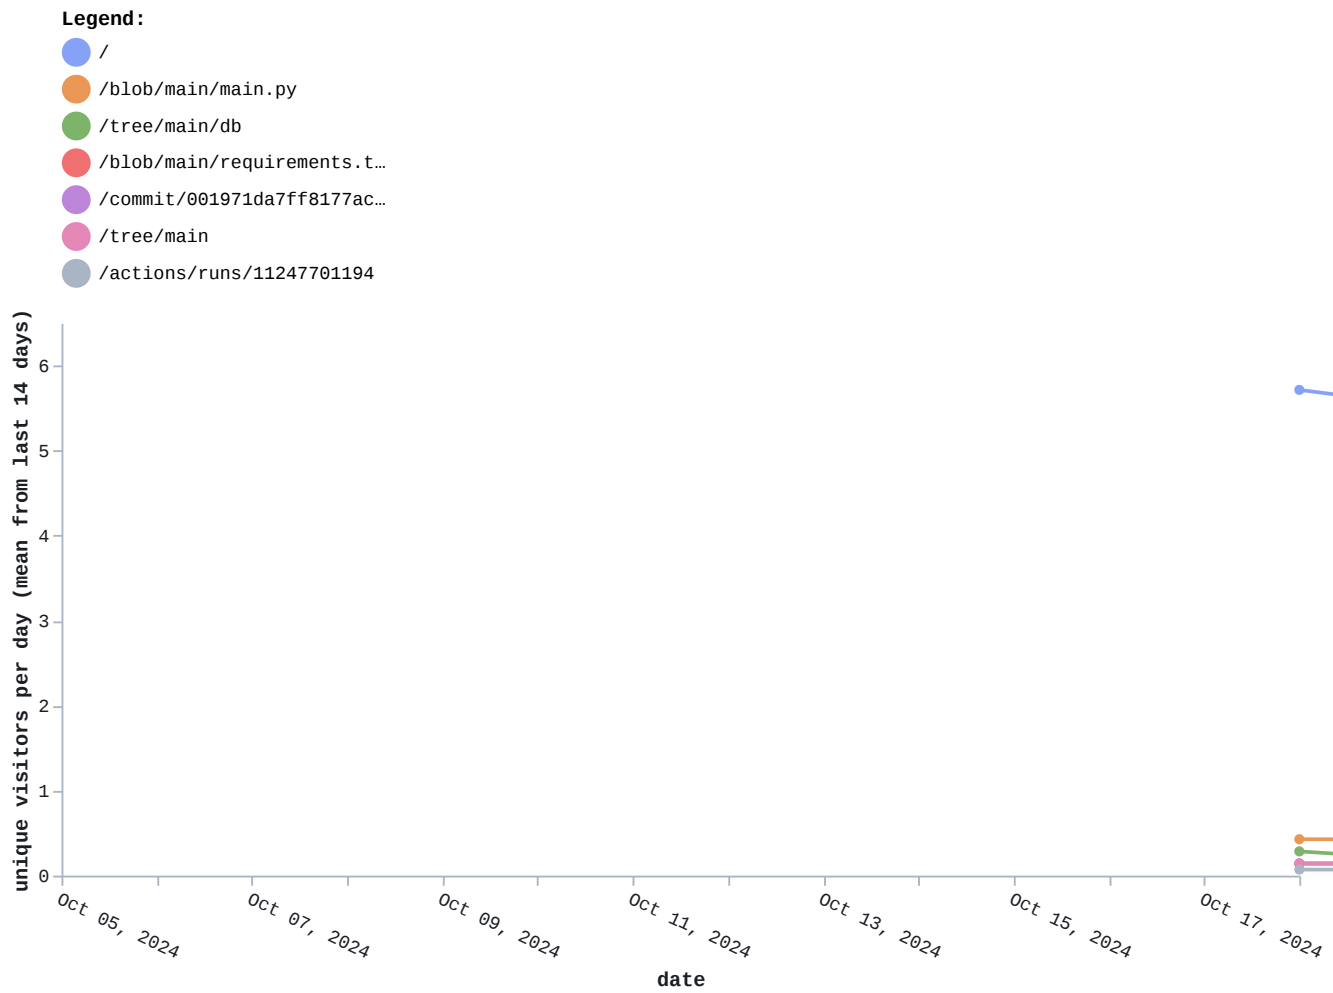 Legend:
/
/blob/main/main.py
/tree/main/db
/blob/main/requirements.t…
/commit/001971da7ff8177ac…
/tree/main
/actions/runs/11247701194
unique visitors per day (mean from last 14 days)
6
5
4
3
2
1
0
Oct 05, 2024
Oct 07, 2024
Oct 09, 2024
Oct 11, 2024
Oct 13, 2024
Oct 15, 2024
Oct 17, 2024
date